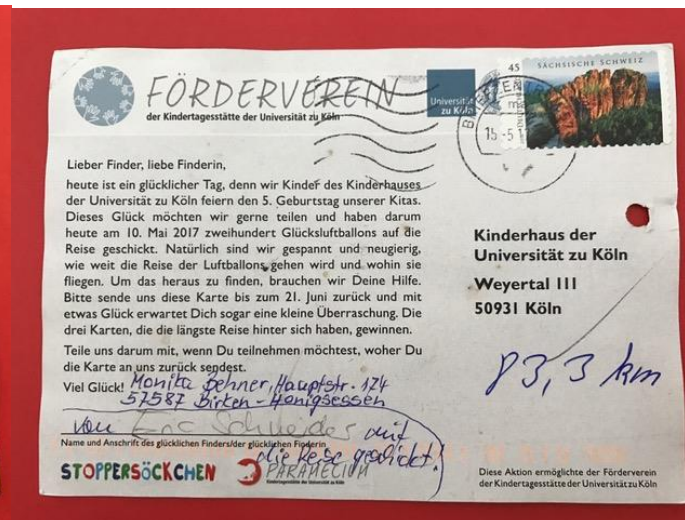 FÖRDERVEREIN
der Kindertagesstätte der Universität zu Köln
Universität
zu Köln
45
SÄCHSISCHE SCHWEIZ
Lieber Finder, liebe Finderin,
heute ist ein glücklicher Tag, denn wir Kinder des Kinderhauses
der Universität zu Köln feiern den 5. Geburtstag unserer Kitas.
Dieses Glück möchten wir gerne teilen und haben darum
heute am 10. Mai 2017 zweihundert Glücksluftballons auf die
Reise geschickt. Natürlich sind wir gespannt und neugierig,
wie weit die Reise der Luftballons gehen wird und wohin sie
fliegen. Um das heraus zu finden, brauchen wir Deine Hilfe.
Bitte sende uns diese Karte bis zum 21. Juni zurück und mit
etwas Glück erwartet Dich sogar eine kleine Überraschung. Die
drei Karten, die die längste Reise hinter sich haben, gewinnen.
Teile uns darum mit, wenn Du teilnehmen möchtest, woher Du
die Karte an uns zurück sendest.
Viel Glück! Monika Behner, Hauptstr. 174
57587 Birken-Honigsessen
von Eric Schneider auf
Name und Anschrift des glücklichen Finders/der glücklichen Finderin
die Reise geschickt!
STOPPERSÖCKCHEN
PARAMECIUM
Kindertagesstätte der Universität zu Köln
Kinderhaus der
Universität zu Köln
Weyertal 111
50931 Köln
83,3 km
Diese Aktion ermöglichte der Förderverein
der Kindertagesstätte der Universität zu Köln